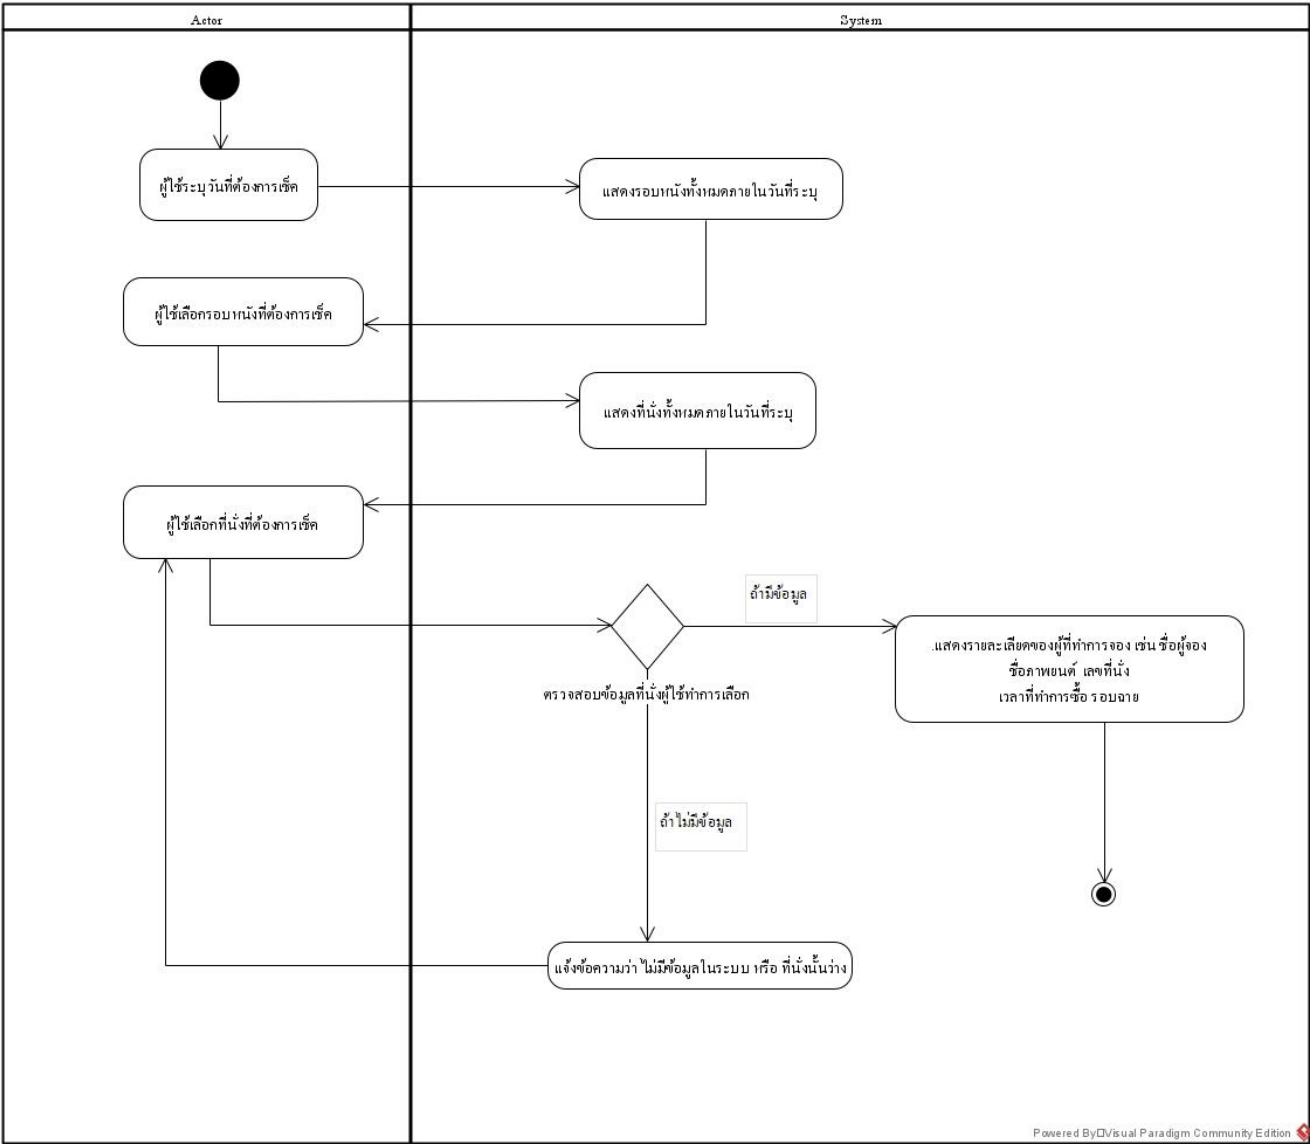 Actor
System
ผู้ใช้ระบุวันที่ต้องการเช็ค
แสดงรอบหนังทั้งหมดภายในวันที่ระบุ
ผู้ใช้เลือกรอบหนังที่ต้องการเช็ค
แสดงที่นั่งทั้งหมดภายในวันที่ระบุ
ผู้ใช้เลือกที่นั่งที่ต้องการเช็ค
ถ้ามีข้อมูล
.แสดงรายละเลียดของผู้ที่ทำการจอง เช่น ชื่อผู้จอง
ชื่อภาพยนต์ เลขที่นั่ง
เวลาที่ทำการซื้อ รอบฉาย
ตรวจสอบข้อมูลที่นั่งผู้ใช้ทำการเลือก
ถ้าไม่มีข้อมูล
แจ้งข้อความว่า ไม่มีข้อมูลในระบบ หรือ ที่นั่งนั้นว่าง
Powered By□Visual Paradigm Community Edition